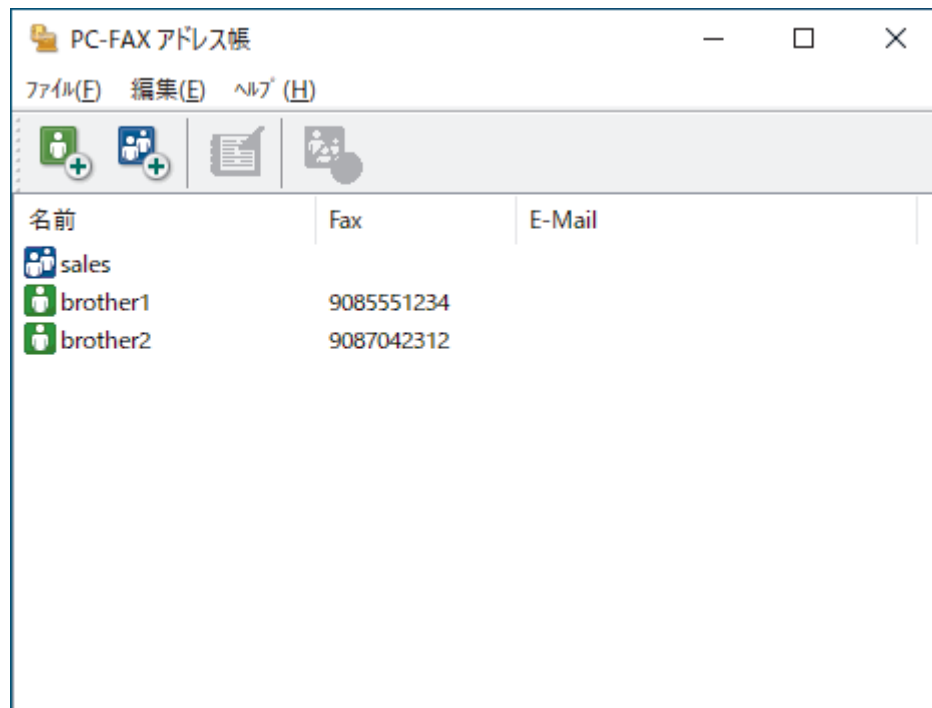 PC-FAX アドレス帳
ﾌｧｲﾙ(F) 編集(E) ﾍﾙﾌﾟ(H)
名前 Fax E-Mail
sales
brother1 9085551234
brother2 9087042312